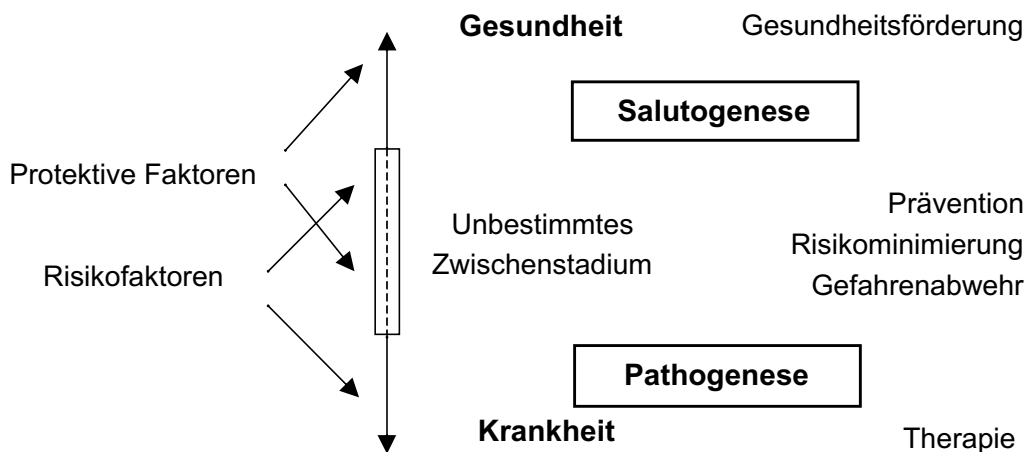 Gesundheit
Gesundheitsförderung
Salutogenese
Protektive Faktoren
Unbestimmtes
Zwischenstadium
Prävention
Risikominimierung
Gefahrenabwehr
Risikofaktoren
Pathogenese
Krankheit
Therapie